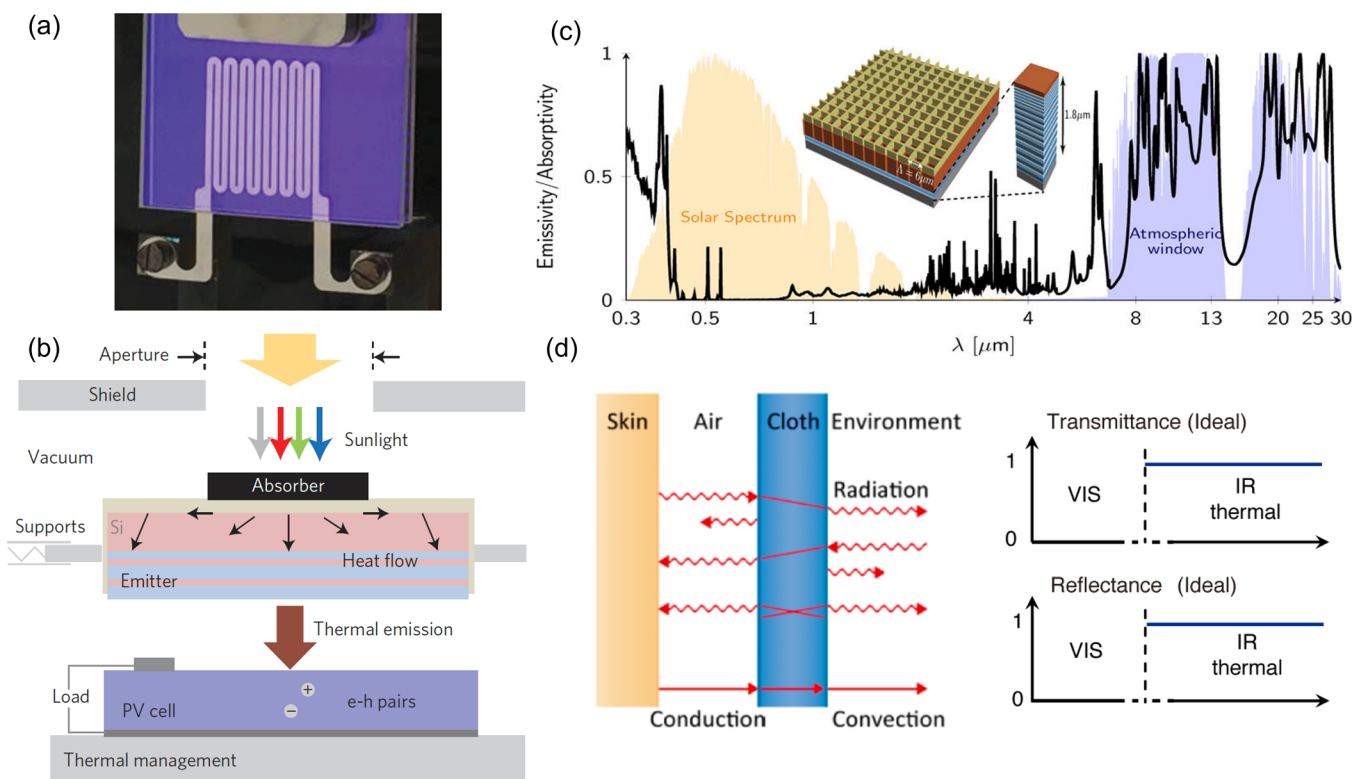 (a)
(b)
Aperture
Shield
Sunlight
Vacuum
Absorber
Supports
Si
Heat flow
Emitter
Thermal emission
Load
PV cell
+
−
e-h pairs
Thermal management
(c)
Emissivity/Absorptivity
1
0.5
0
Solar Spectrum
Λ = 6μm
1.8μm
Atmospheric
window
0.3 0.5 1 4 8 13 20 25 30
λ [μm]
(d)
Skin Air Cloth Environment
Radiation
Conduction Convection
Transmittance (Ideal)
1
VIS
IR
thermal
0
Reflectance (Ideal)
1
VIS
IR
thermal
0